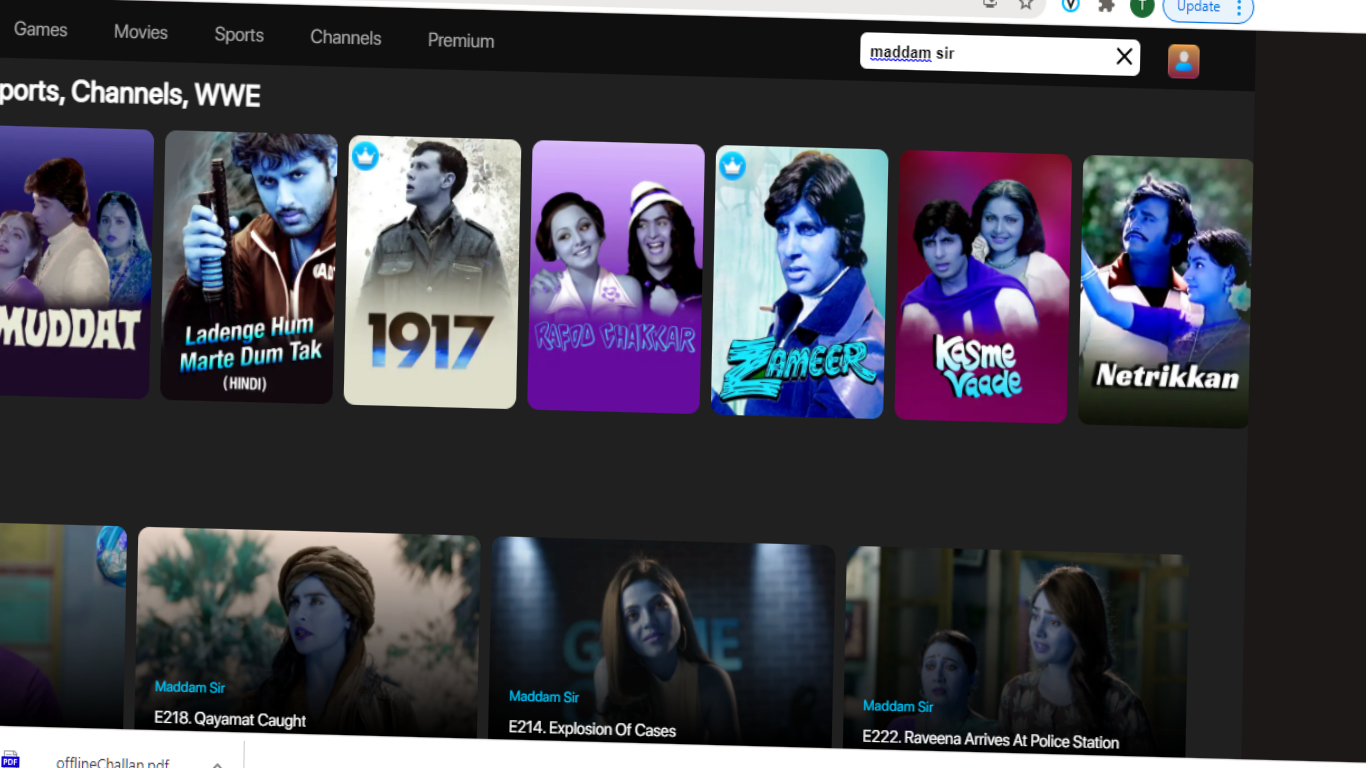 Update
Games Movies Sports Channels Premium
maddam sir
ports, Channels, WWE
MUDDAT
Ladenge Hum
Marte Dum Tak
(HINDI)
1917
RAFOO CHAKKAR
ZAMEER
Kasme
Vaade
Netrikkan
Maddam Sir
E218. Qayamat Caught
Maddam Sir
E214. Explosion Of Cases
Maddam Sir
E222. Raveena Arrives At Police Station
PDF
offlineChallan.pdf